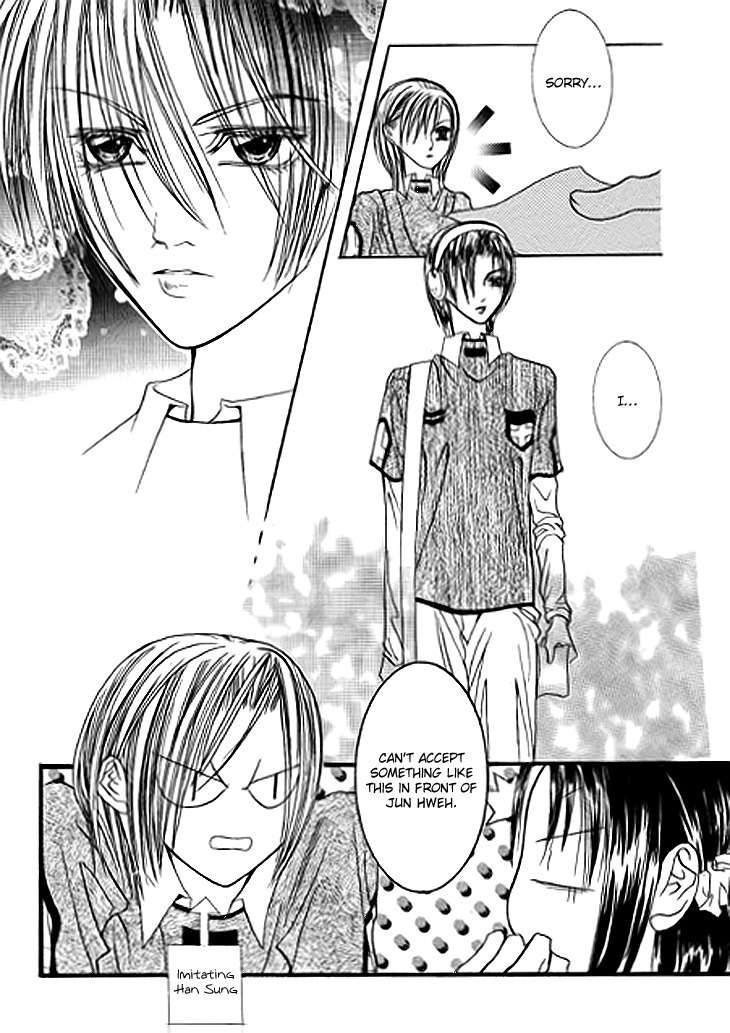 SORRY...
I...
CAN'T ACCEPT
SOMETHING LIKE
THIS IN FRONT OF
JUN HWEH.
Imitating
Han Sung